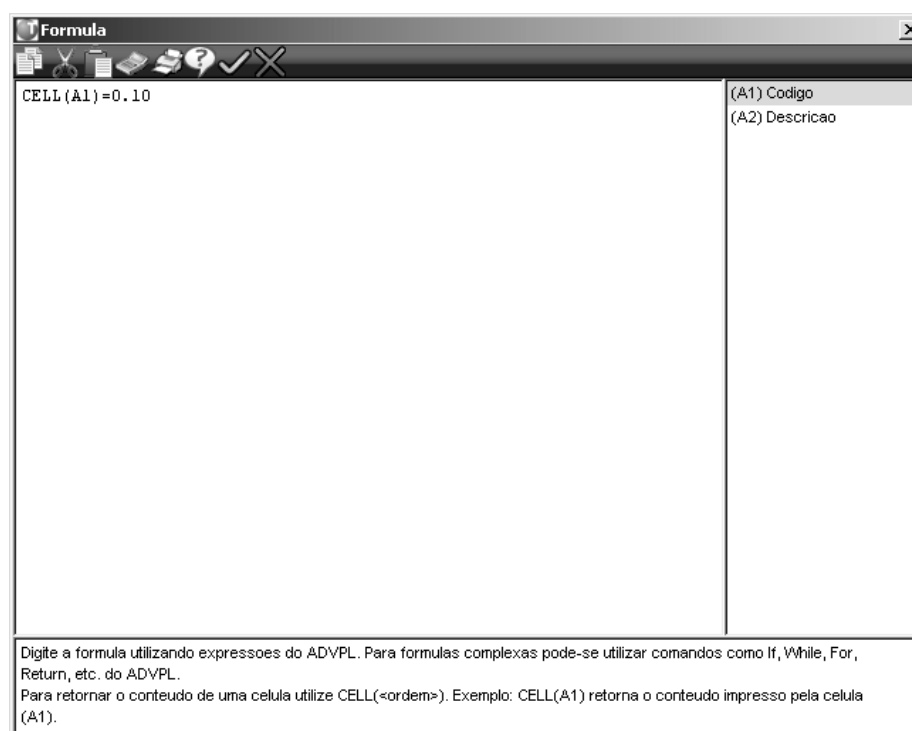 Formula
CELL(A1)=0.10
(A1) Codigo
(A2) Descricao
Digite a formula utilizando expressoes do ADVPL. Para formulas complexas pode-se utilizar comandos como If, While, For,
Return, etc. do ADVPL.
Para retornar o conteudo de uma celula utilize CELL(<ordem>). Exemplo: CELL(A1) retorna o conteudo impresso pela celula
(A1).